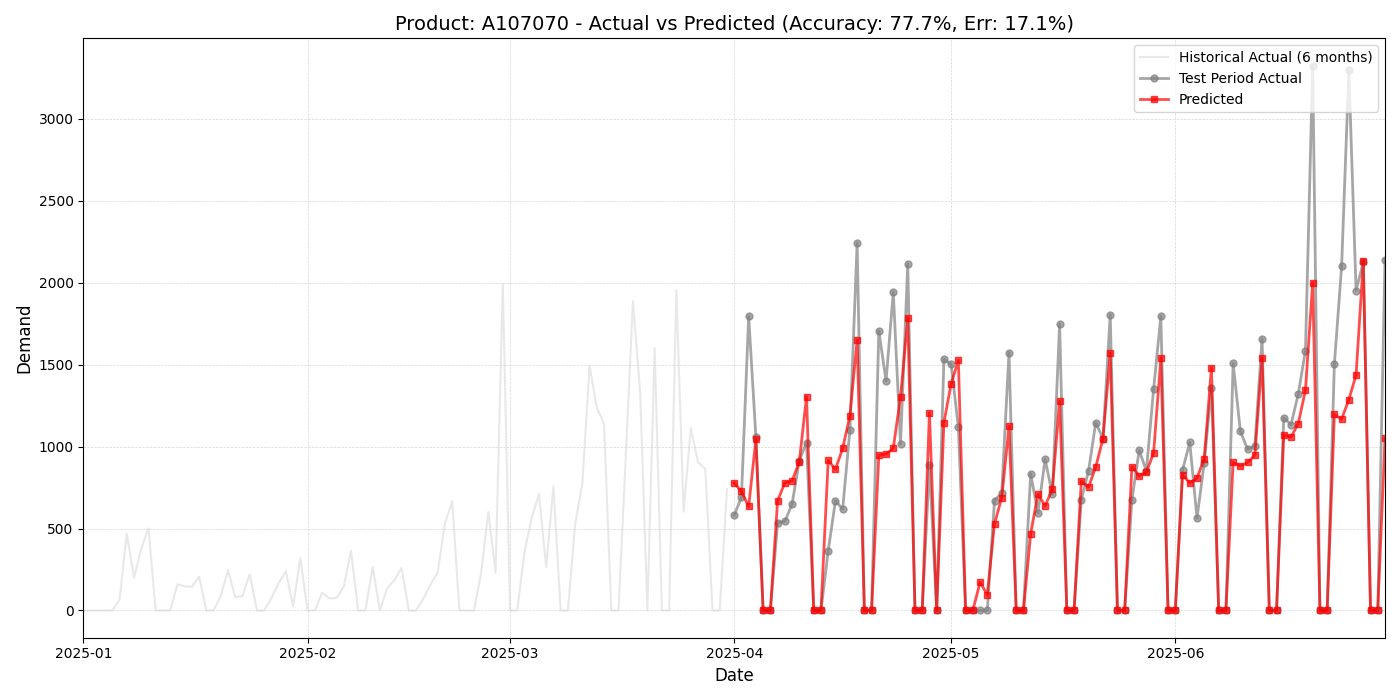 Product: A107070 - Actual vs Predicted (Accuracy: 77.7%, Err: 17.1%)
Historical Actual (6 months)
Test Period Actual
Predicted
3000
2500
2000
1500
1000
500
0
Demand
2025-01
2025-02
2025-03
2025-04
2025-05
2025-06
Date